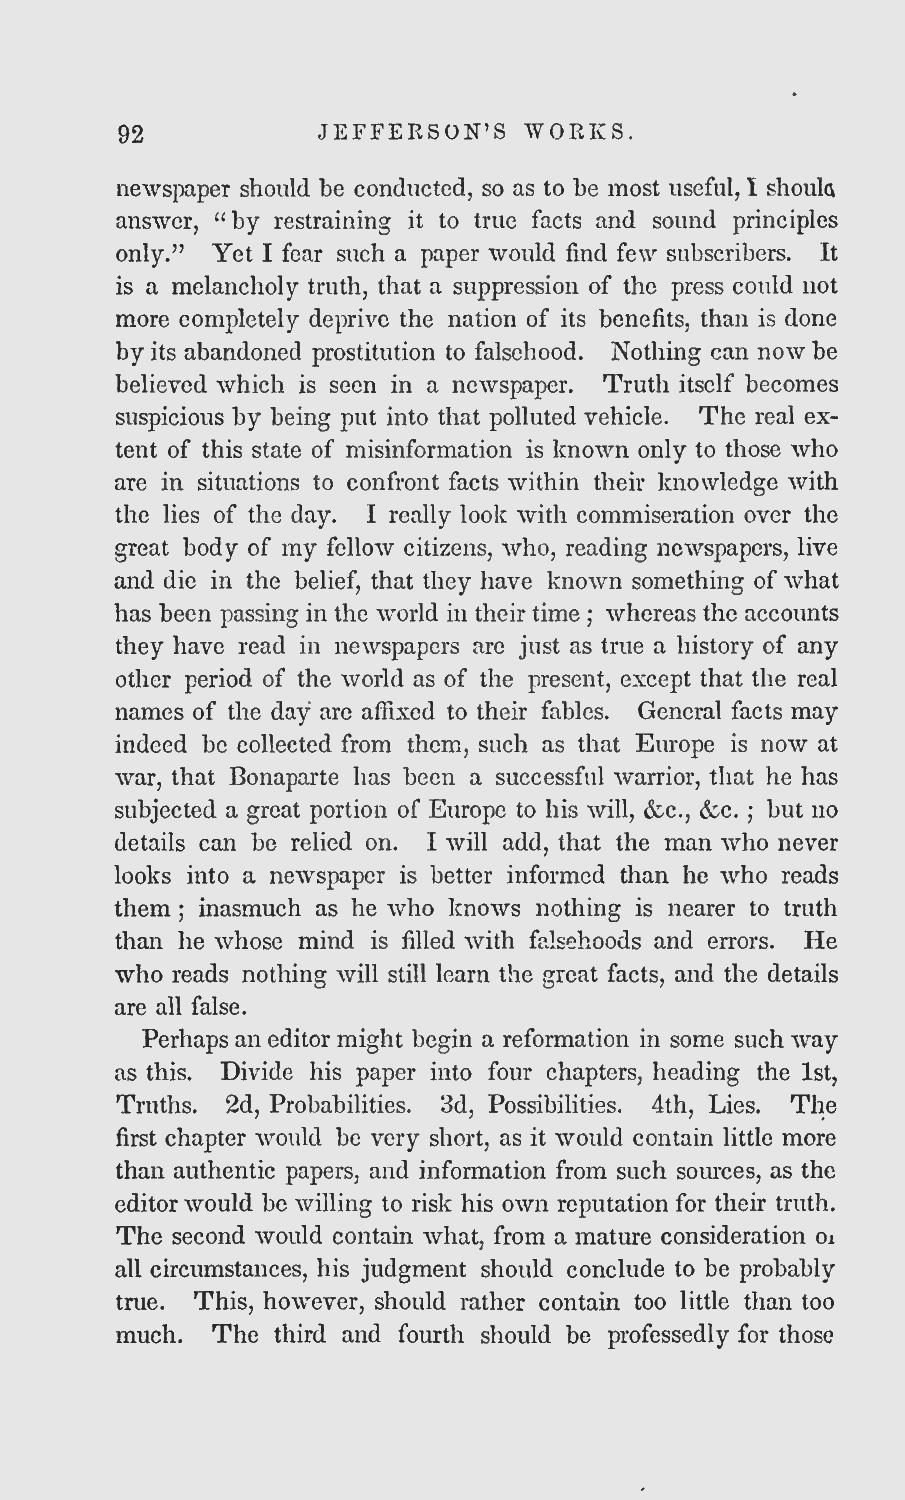 92 JEFFERSON'S WORKS.
newspaper should be conducted, so as to be most useful, I should
answer, "by restraining it to true facts and sound principles
only." Yet I fear such a paper would find few subscribers. It
is a melancholy truth, that a suppression of the press could not
more completely deprive the nation of its benefits, than is done
by its abandoned prostitution to falsehood. Nothing can now be
believed which is seen in a newspaper. Truth itself becomes
suspicious by being put into that polluted vehicle. The real ex-
tent of this state of misinformation is known only to those who
are in situations to confront facts within their knowledge with
the lies of the day. I really look with commiseration over the
great body of my fellow citizens, who, reading newspapers, live
and die in the belief, that they have known something of what
has been passing in the world in their time; whereas the accounts
they have read in newspapers are just as true a history of any
other period of the world as of the present, except that the real
names of the day are affixed to their fables. General facts may
indeed be collected from them, such as that Europe is now at
war, that Bonaparte has been a successful warrior, that he has
subjected a great portion of Europe to his will, &c., &c.; but no
details can be relied on. I will add, that the man who never
looks into a newspaper is better informed than he who reads
them; inasmuch as he who knows nothing is nearer to truth
than he whose mind is filled with falsehoods and errors. He
who reads nothing will still learn the great facts, and the details
are all false.
Perhaps an editor might begin a reformation in some such way
as this. Divide his paper into four chapters, heading the 1st,
Truths. 2d, Probabilities. 3d, Possibilities. 4th, Lies. The
first chapter would be very short, as it would contain little more
than authentic papers, and information from such sources, as the
editor would be willing to risk his own reputation for their truth.
The second would contain what, from a mature consideration of
all circumstances, his judgment should conclude to be probably
true. This, however, should rather contain too little than too
much. The third and fourth should be professedly for those